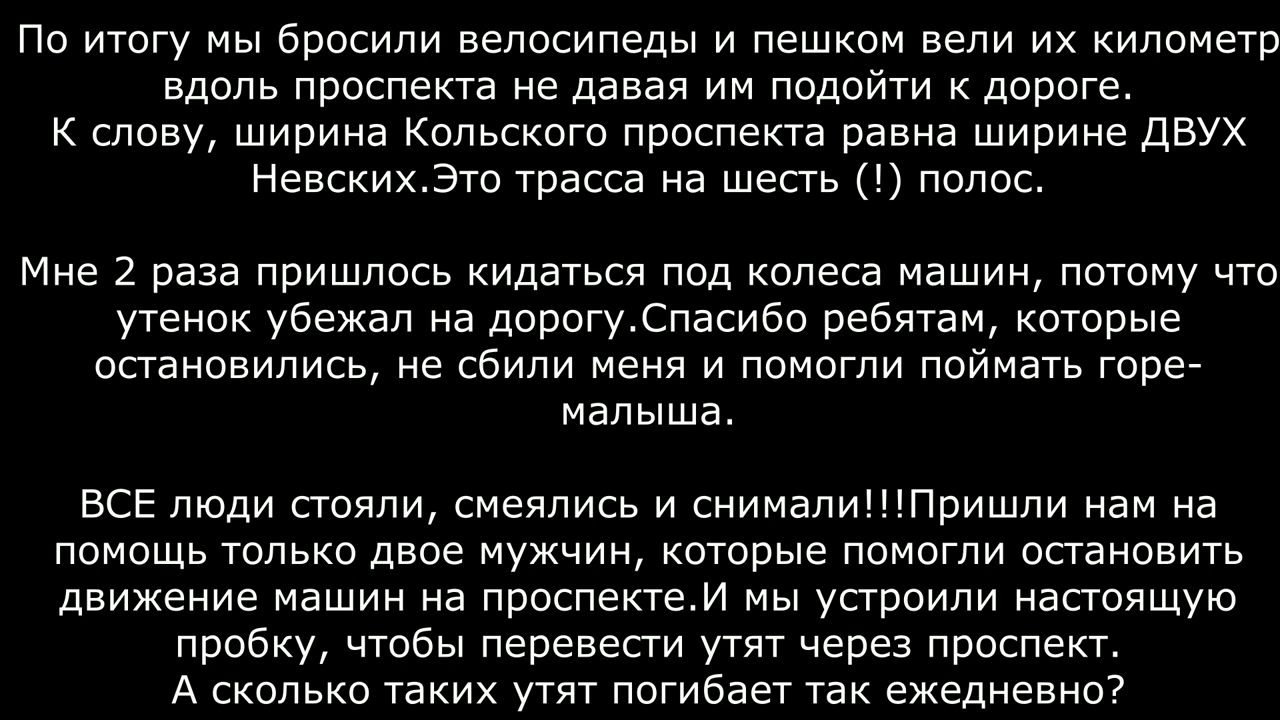 По итогу мы бросили велосипеды и пешком вели их километр
вдоль проспекта не давая им подойти к дороге.
К слову, ширина Кольского проспекта равна ширине ДВУХ
Невских.Это трасса на шесть (!) полос.
Мне 2 раза пришлось кидаться под колеса машин, потому что
утенок убежал на дорогу.Спасибо ребятам, которые
остановились, не сбили меня и помогли поймать горе-
малыша.
ВСЕ люди стояли, смеялись и снимали!!!Пришли нам на
помощь только двое мужчин, которые помогли остановить
движение машин на проспекте.И мы устроили настоящую
пробку, чтобы перевести утят через проспект.
А сколько таких утят погибает так ежедневно?